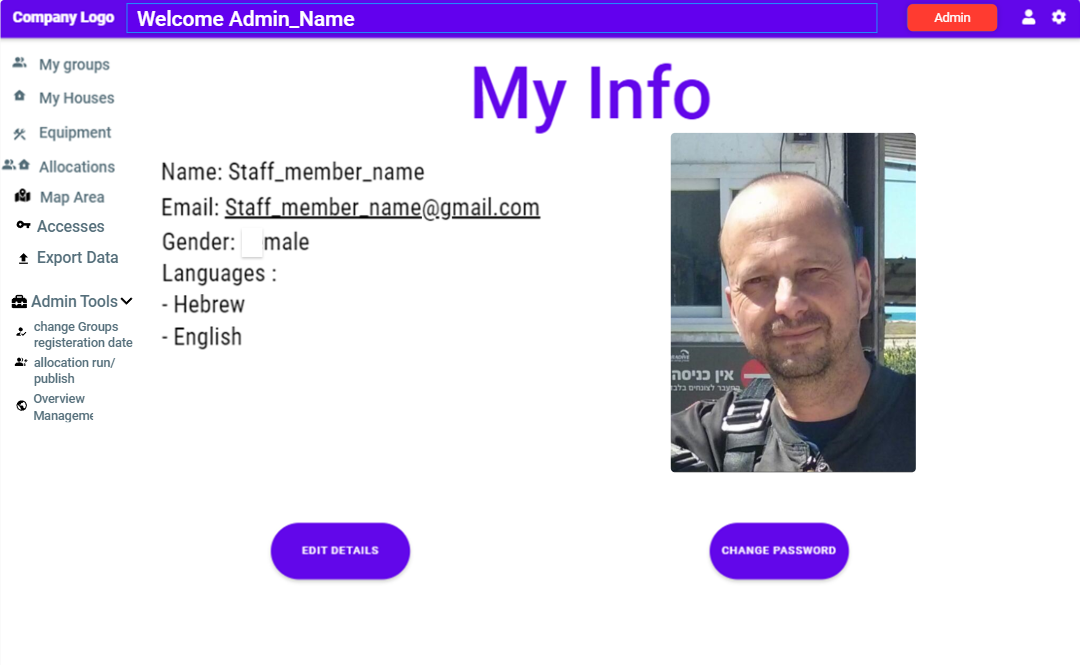 Company Logo
Welcome Admin_Name
Admin
My groups
My Houses
Equipment
Allocations
Map Area
Accesses
Export Data
Admin Tools
change Groups
registeration date
allocation run/
publish
Overview
Manageme
My Info
Name: Staff_member_name
Email: Staff_member_name@gmail.com
Gender: male
Languages :
- Hebrew
- English
אין כניסה
EDIT DETAILS
CHANGE PASSWORD